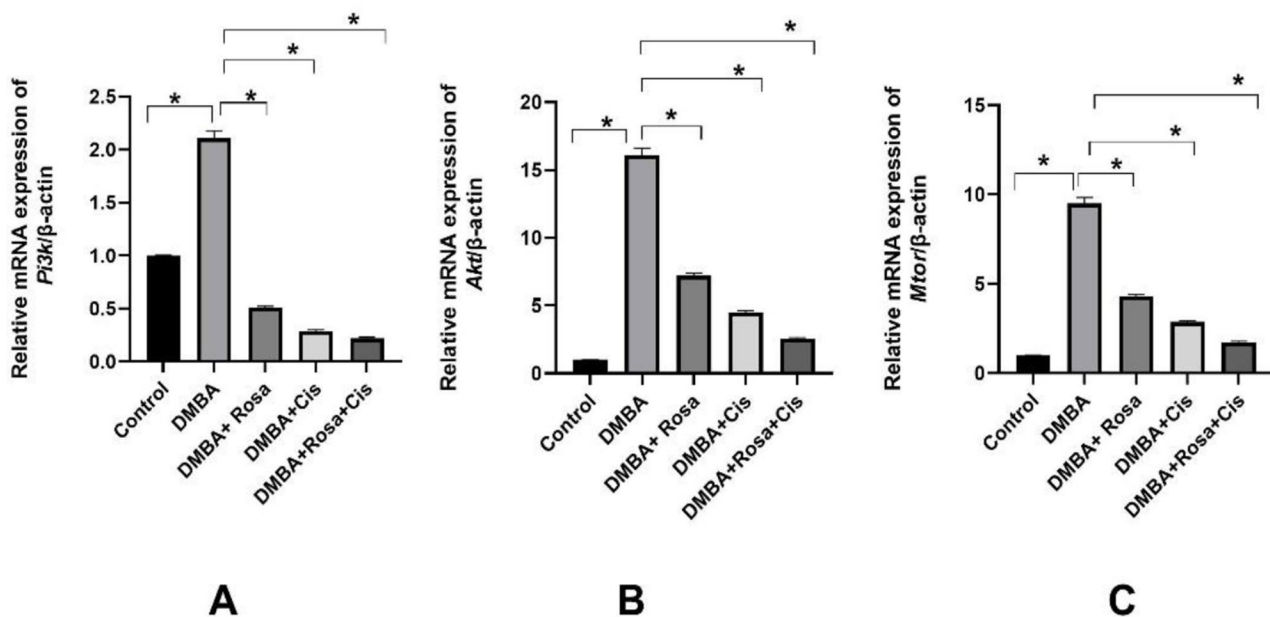 Relative mRNA expression of
Pi3k/β-actin
2.5
2.0
1.5
1.0
0.5
0.0
*
*
*
*
Control
DMBA
DMBA+ Rosa
DMBA+Cis
DMBA+Rosa+Cis
A
Relative mRNA expression of
Akt/β-actin
20
15
10
5
0
*
*
*
*
Control
DMBA
DMBA+ Rosa
DMBA+Cis
DMBA+Rosa+Cis
B
Relative mRNA expression of
Mtor/β-actin
15
10
5
0
*
*
*
*
Control
DMBA
DMBA+ Rosa
DMBA+Cis
DMBA+Rosa+Cis
C